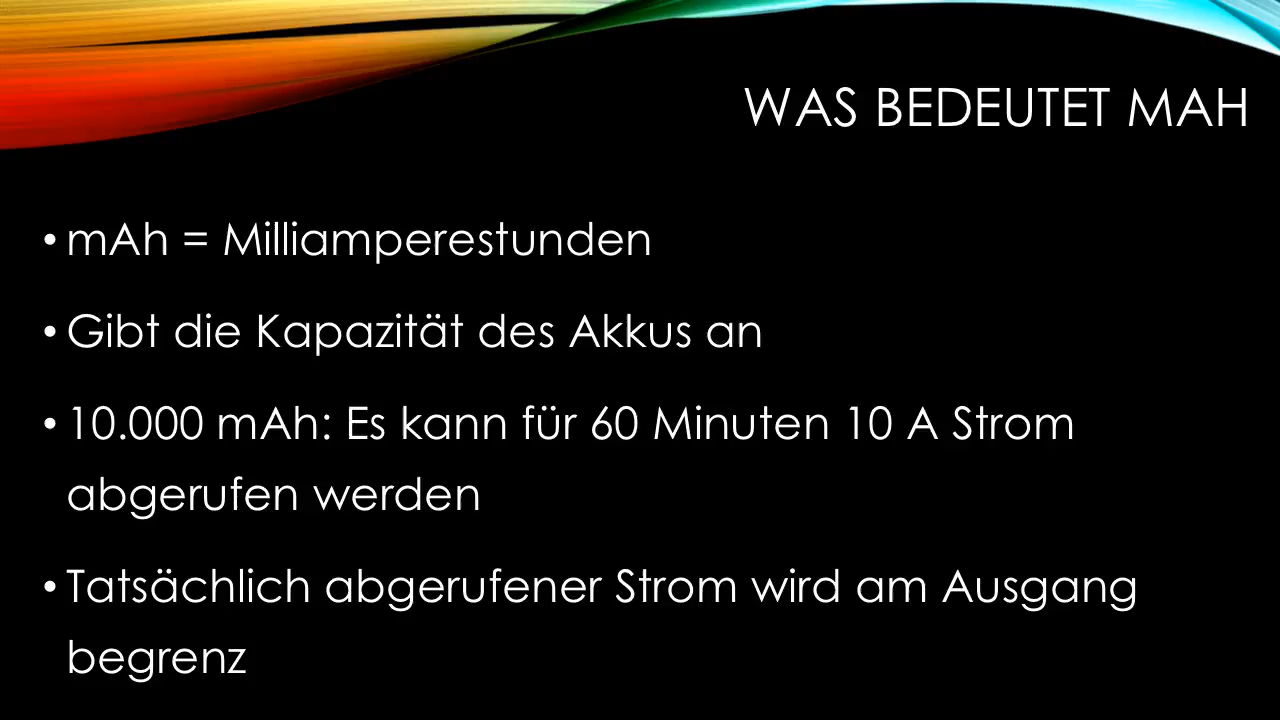 WAS BEDEUTET MAH
• mAh = Milliamperestunden
• Gibt die Kapazität des Akkus an
• 10.000 mAh: Es kann für 60 Minuten 10 A Strom
abgerufen werden
• Tatsächlich abgerufener Strom wird am Ausgang
begrenz